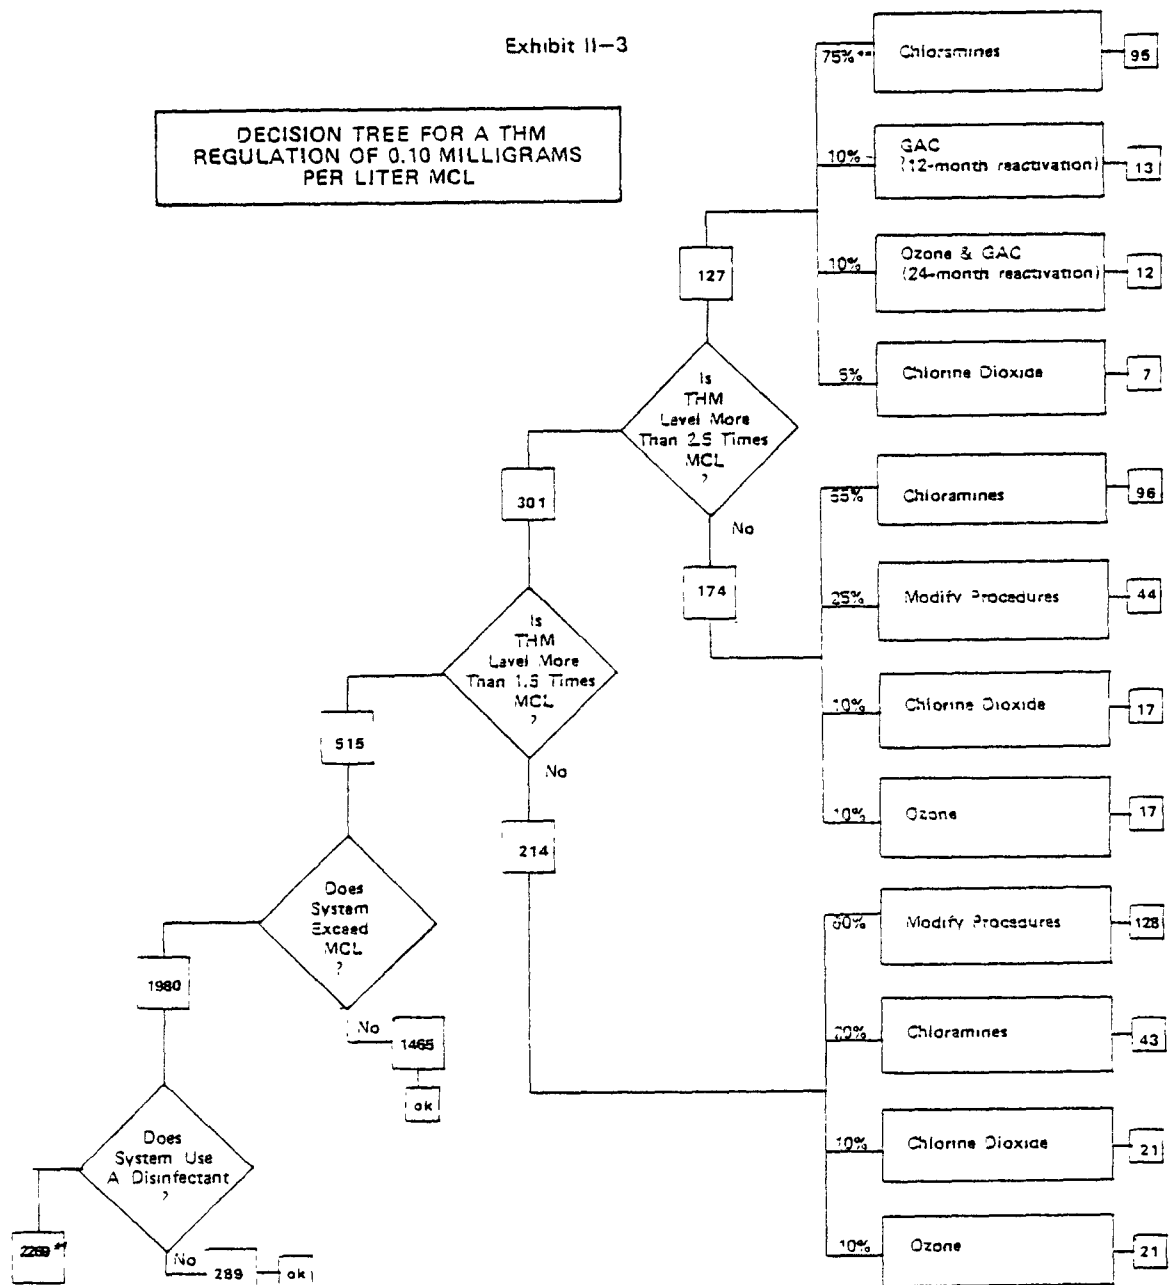 Exhibit II—3
DECISION TREE FOR A THM
REGULATION OF 0.10 MILLIGRAMS
PER LITER MCL
75% **
Chloramines
95
10%
GAC
(12-month reactivation)
13
10%
Ozone & GAC
(24-month reactivation)
12
5%
Chlorine Dioxide
7
127
Is
THM
Level More
Than 2.5 Times
MCL
?
No
174
55%
Chloramines
96
25%
Modify Procedures
44
10%
Chlorine Dioxide
17
10%
Ozone
17
301
Is
THM
Level More
Than 1.5 Times
MCL
?
No
214
60%
Modify Procedures
128
20%
Chloramines
43
10%
Chlorine Dioxide
21
10%
Ozone
21
515
Does
System
Exceed
MCL
?
No
1465
ok
1980
Does
System Use
A Disinfectant
?
2269
No
289
ok